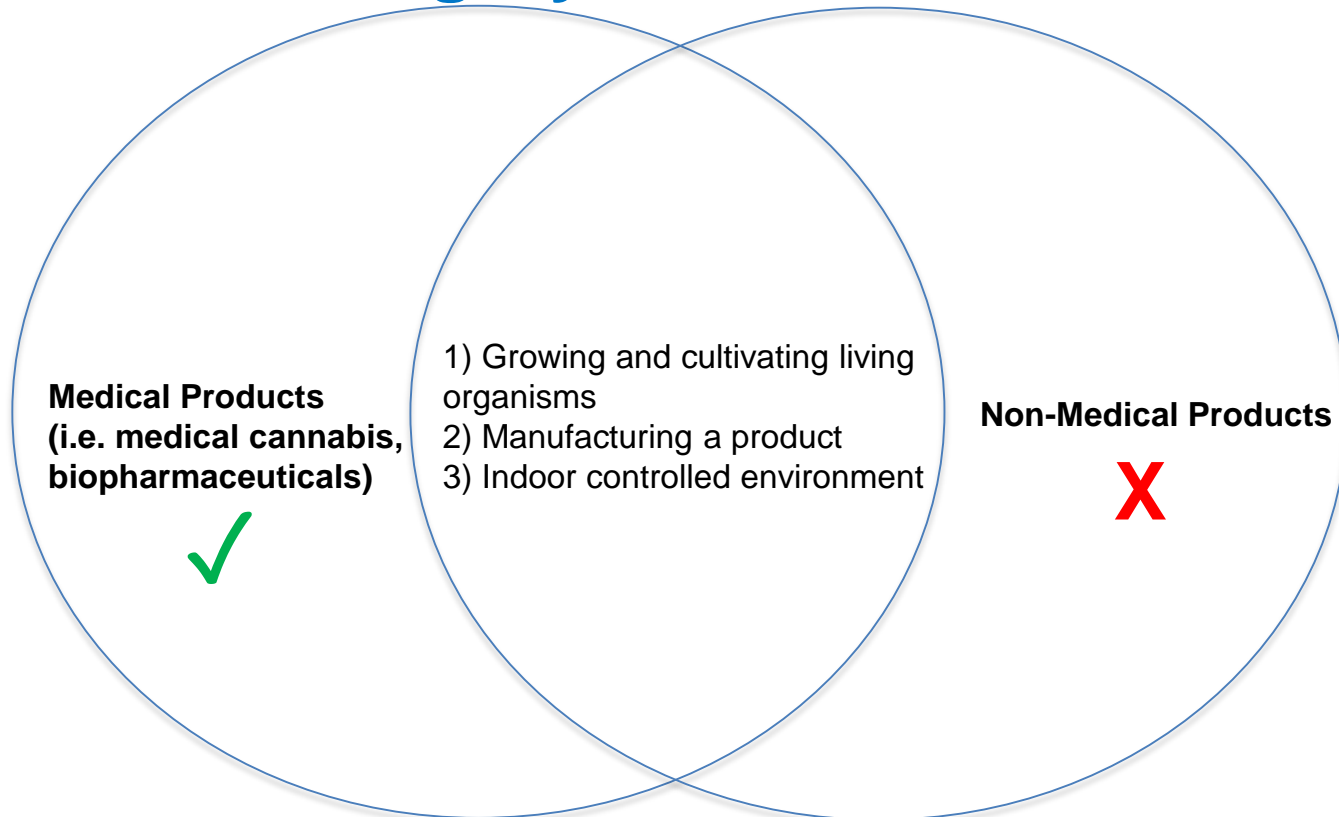 Medical Products
(i.e. medical cannabis,
biopharmaceuticals)
1) Growing and cultivating living
organisms
2) Manufacturing a product
3) Indoor controlled environment
Non-Medical Products
X